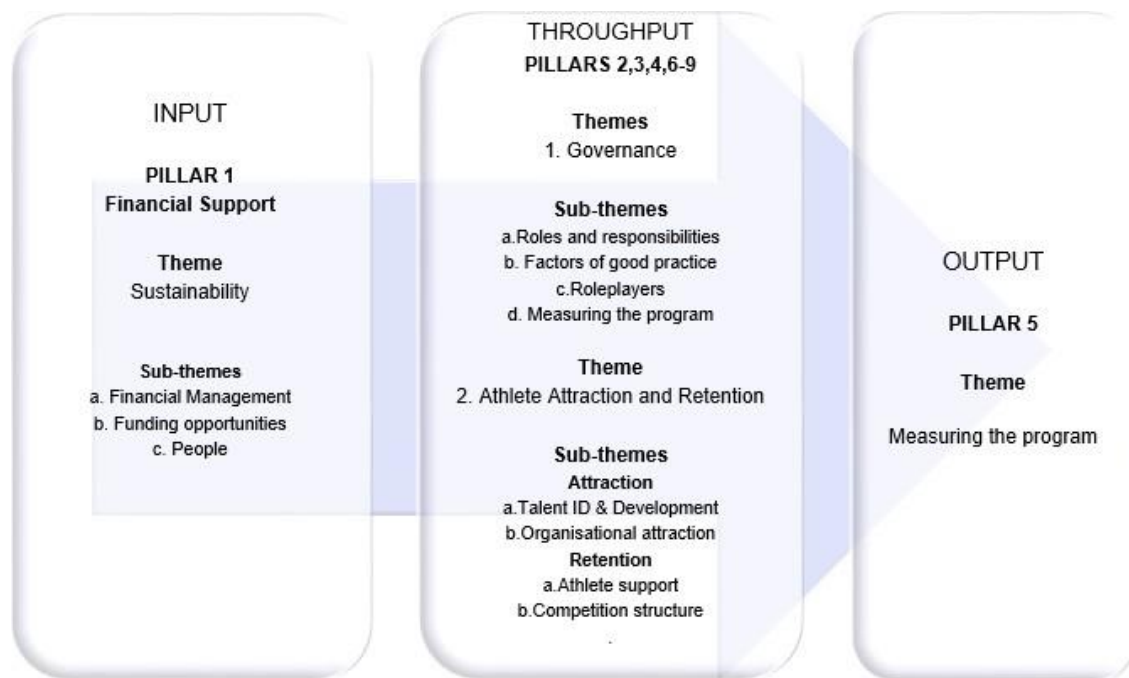 INPUT
PILLAR 1
Financial Support
Theme
Sustainability
Sub-themes
a. Financial Management
b. Funding opportunities
c. People
THROUGHPUT
PILLARS 2,3,4,6-9
Themes
1. Governance
Sub-themes
a.Roles and responsibilities
b. Factors of good practice
c.Roleplayers
d. Measuring the program
Theme
2. Athlete Attraction and Retention
Sub-themes
Attraction
a.Talent ID & Development
b.Organisational attraction
Retention
a.Athlete support
b.Competition structure
.
OUTPUT
PILLAR 5
Theme
Measuring the program